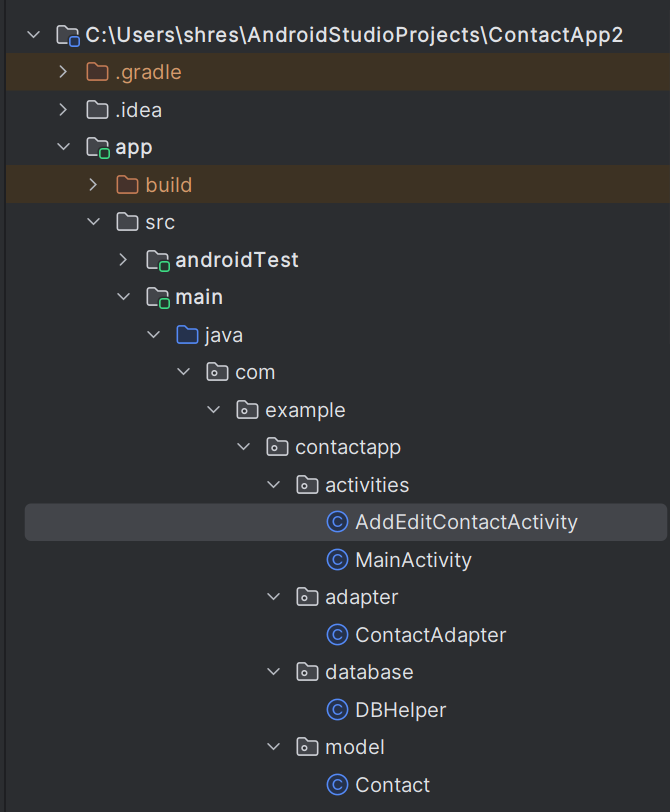 C:\Users\shres\AndroidStudioProjects\ContactApp2
.gradle
.idea
app
build
src
androidTest
main
java
com
example
contactapp
activities
AddEditContactActivity
MainActivity
adapter
ContactAdapter
database
DBHelper
model
Contact